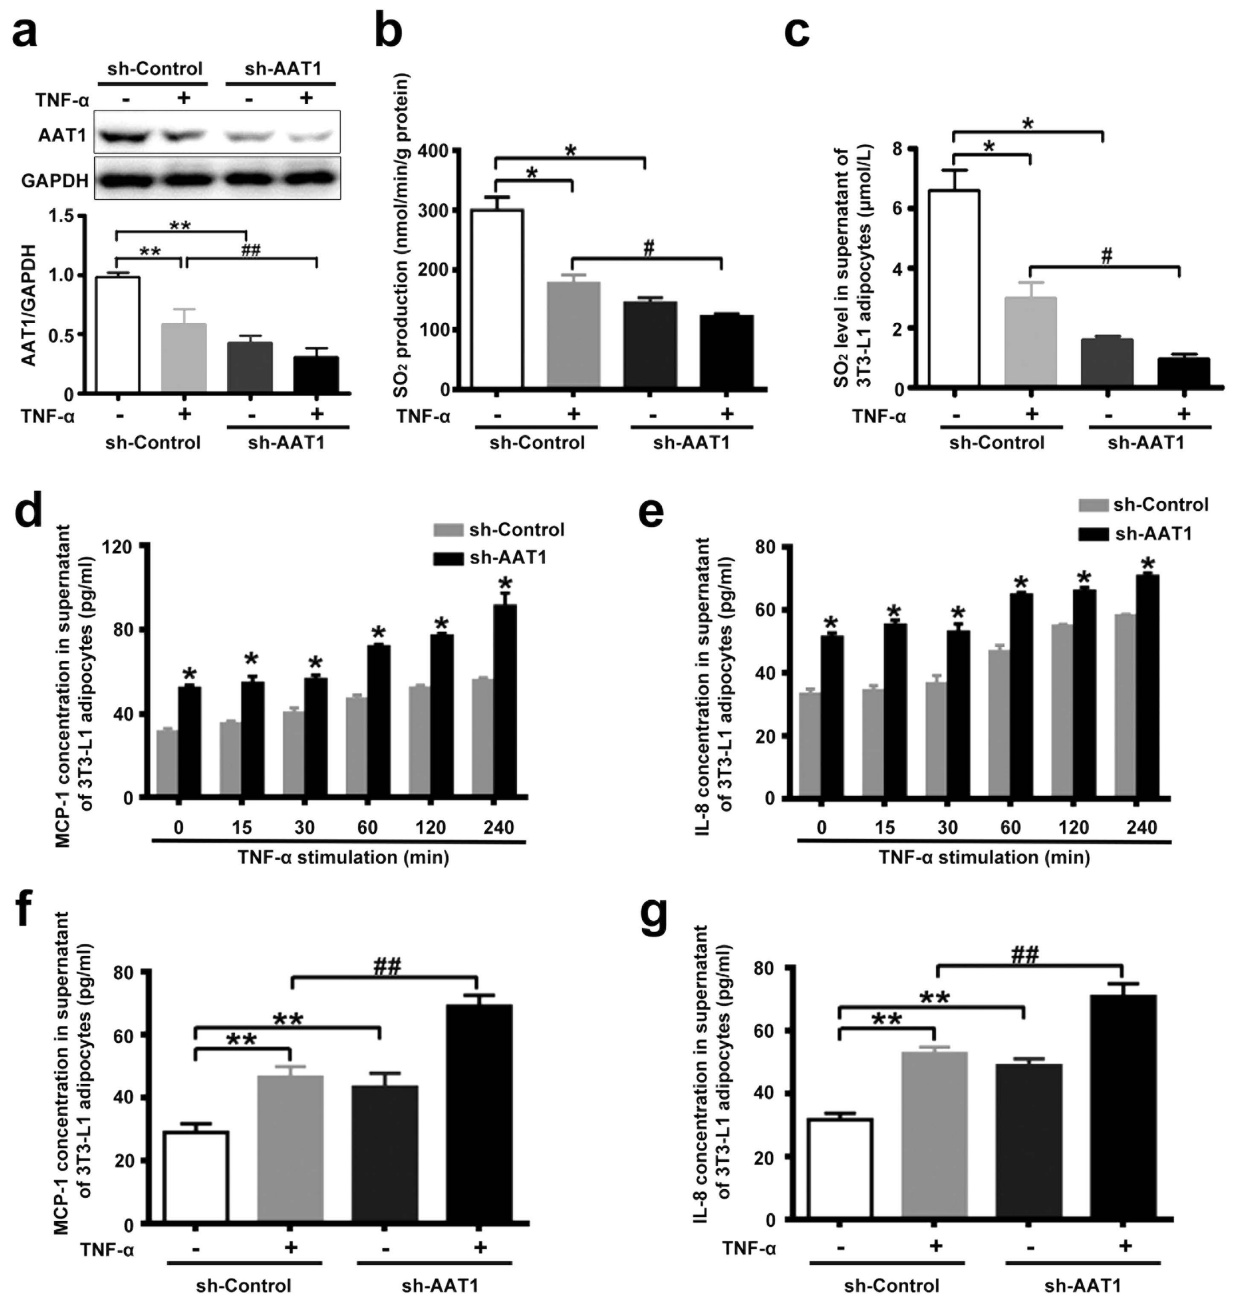 a
sh-Control sh-AAT1
TNF-α - + - +
AAT1
GAPDH
1.5
1.0
0.5
0
AAT1/GAPDH
** ** ##
TNF-α - + - +
sh-Control sh-AAT1
b
SO₂ production (nmol/min/g protein)
400
300
200
100
0
* * #
TNF-α - + - +
sh-Control sh-AAT1
c
SO₂ level in supernatant of
3T3-L1 adipocytes (μmol/L)
8
6
4
2
0
* * #
TNF-α - + - +
sh-Control sh-AAT1
d
MCP-1 concentration in supernatant
of 3T3-L1 adipocytes (pg/ml)
sh-Control
sh-AAT1
120
80
40
0
* * * * * *
0 15 30 60 120 240
TNF-α stimulation (min)
e
IL-8 concentration in supernatant
of 3T3-L1 adipocytes (pg/ml)
sh-Control
sh-AAT1
80
60
40
20
0
* * * * * *
0 15 30 60 120 240
TNF-α stimulation (min)
f
MCP-1 concentration in supernatant
of 3T3-L1 adipocytes (pg/ml)
80
60
40
20
0
** ** ##
TNF-α - + - +
sh-Control sh-AAT1
g
IL-8 concentration in supernatant
of 3T3-L1 adipocytes (pg/ml)
80
60
40
20
0
** ** ##
TNF-α - + - +
sh-Control sh-AAT1